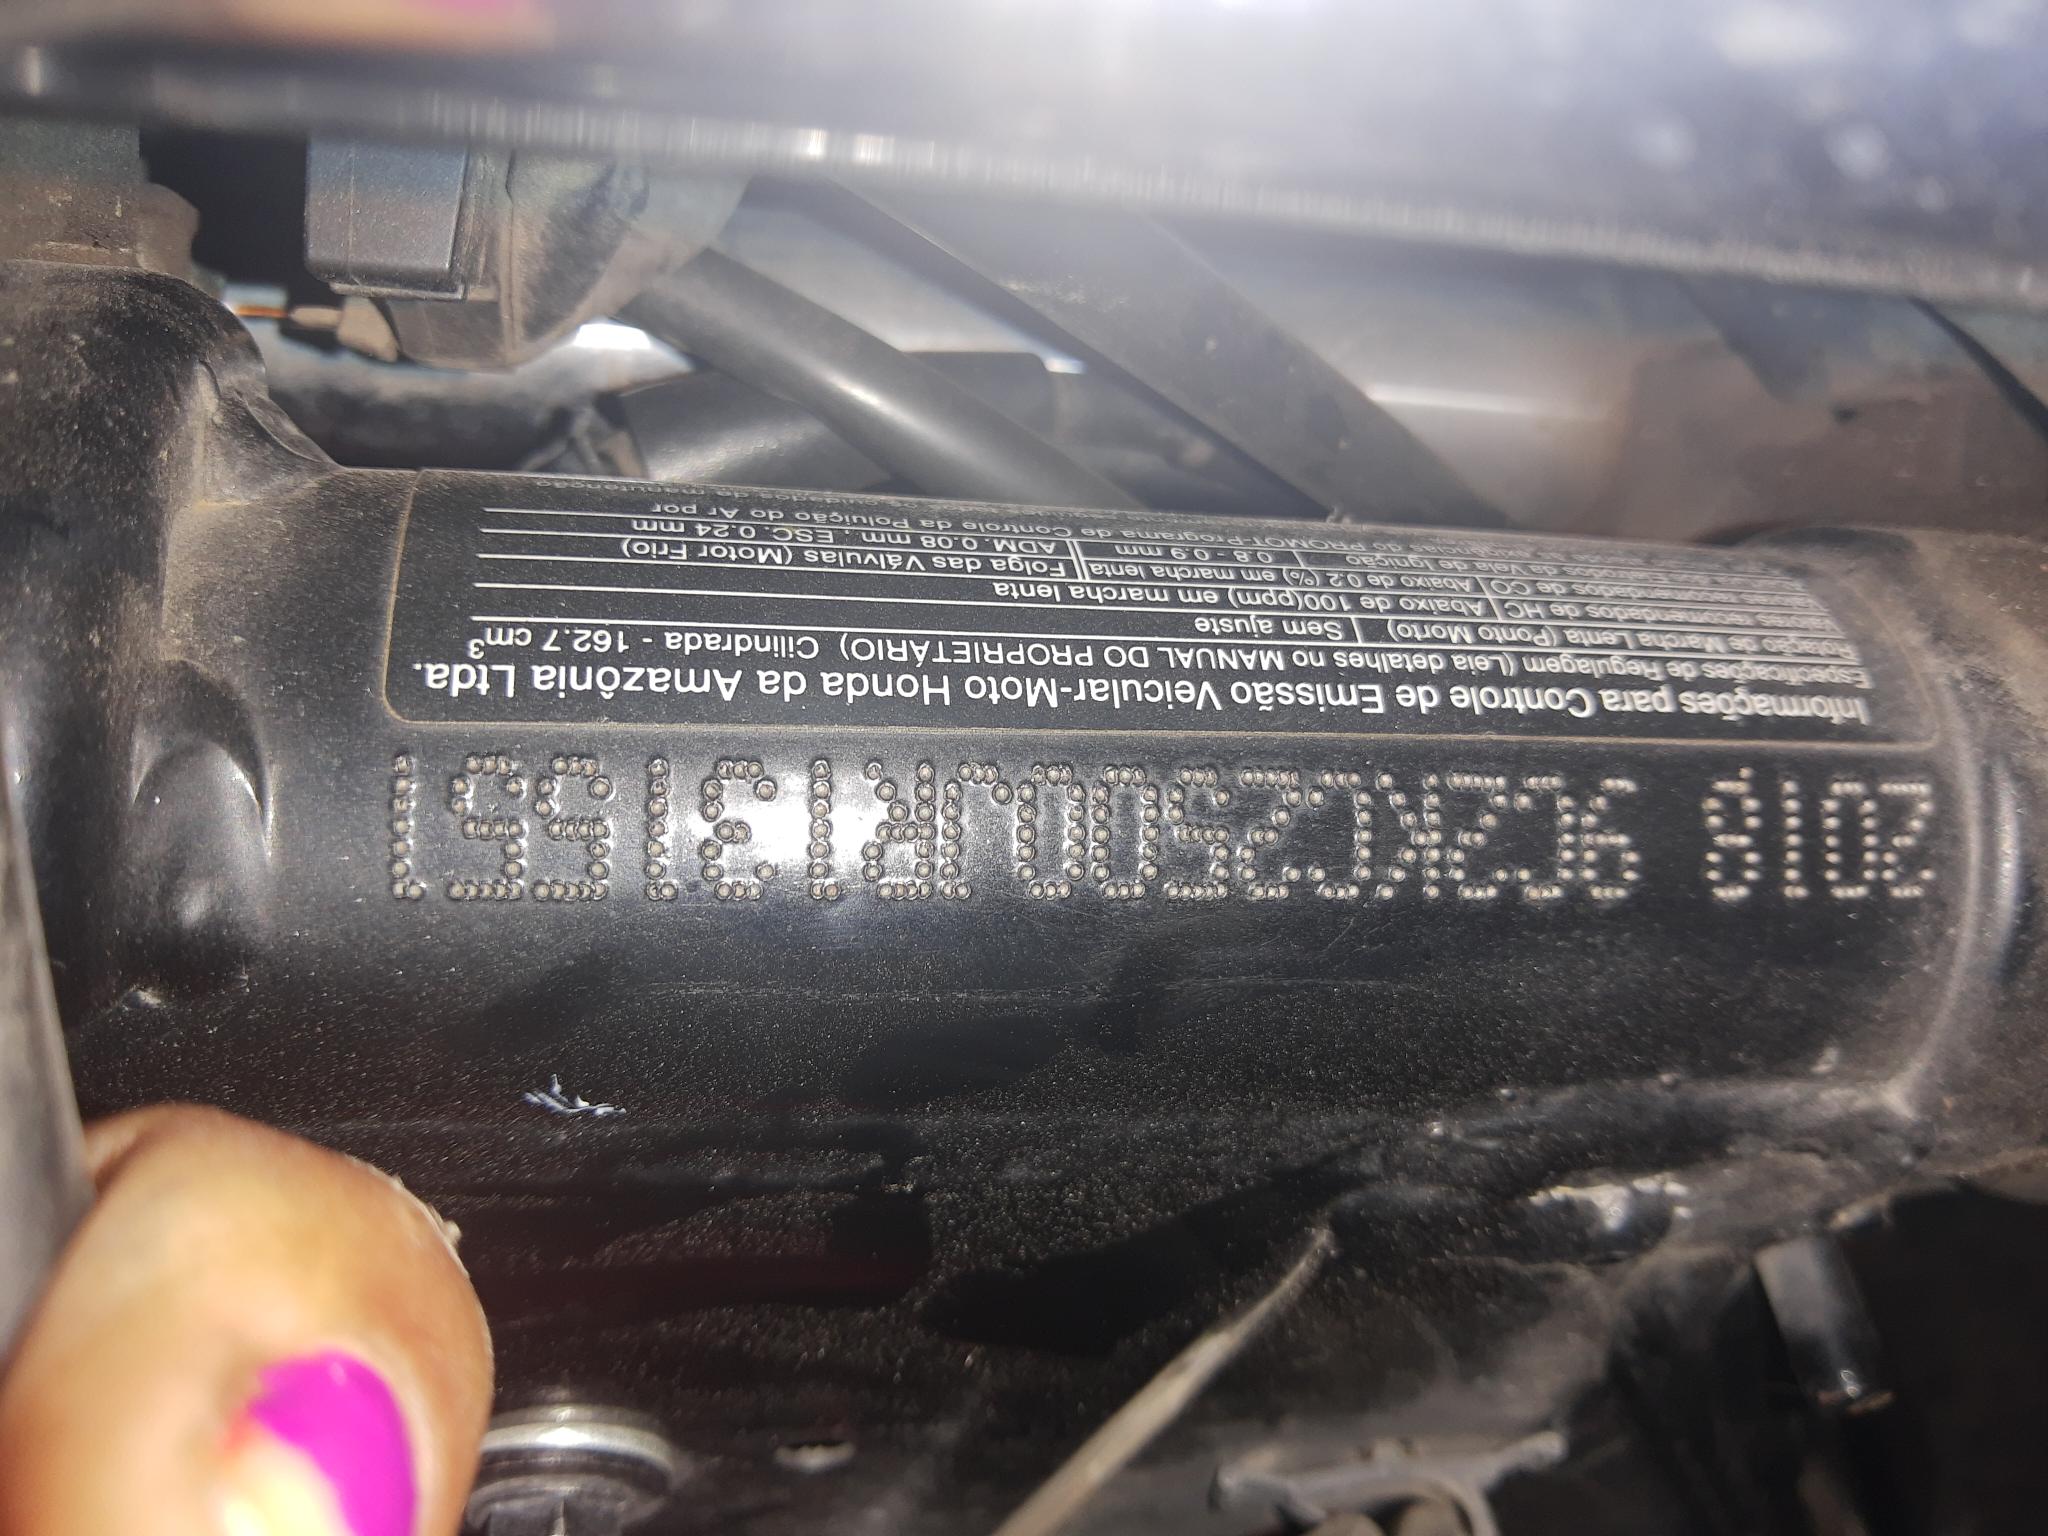 2018 9C2KC2500JR131551
Informações para Controle de Emissão Veicular-Moto Honda da Amazônia Ltda.
Especificações de Regulagem (Leia detalhes no MANUAL DO PROPRIETÁRIO) Cilindrada - 162.7 cm³
Rotação de Marcha Lenta (Ponto Morto) Sem ajuste
Valores recomendados de HC Abaixo de 100(ppm) em marcha lenta
Valores recomendados de CO Abaixo de 0.2 (%) em marcha lenta Folga das Válvulas (Motor Frio)
Eletrodos da Vela de Ignição 0.8 - 0.9 mm ADM. 0.08 mm , ESC. 0.24 mm
exigências do PROMOT-Programa de Controle da Poluição do Ar por